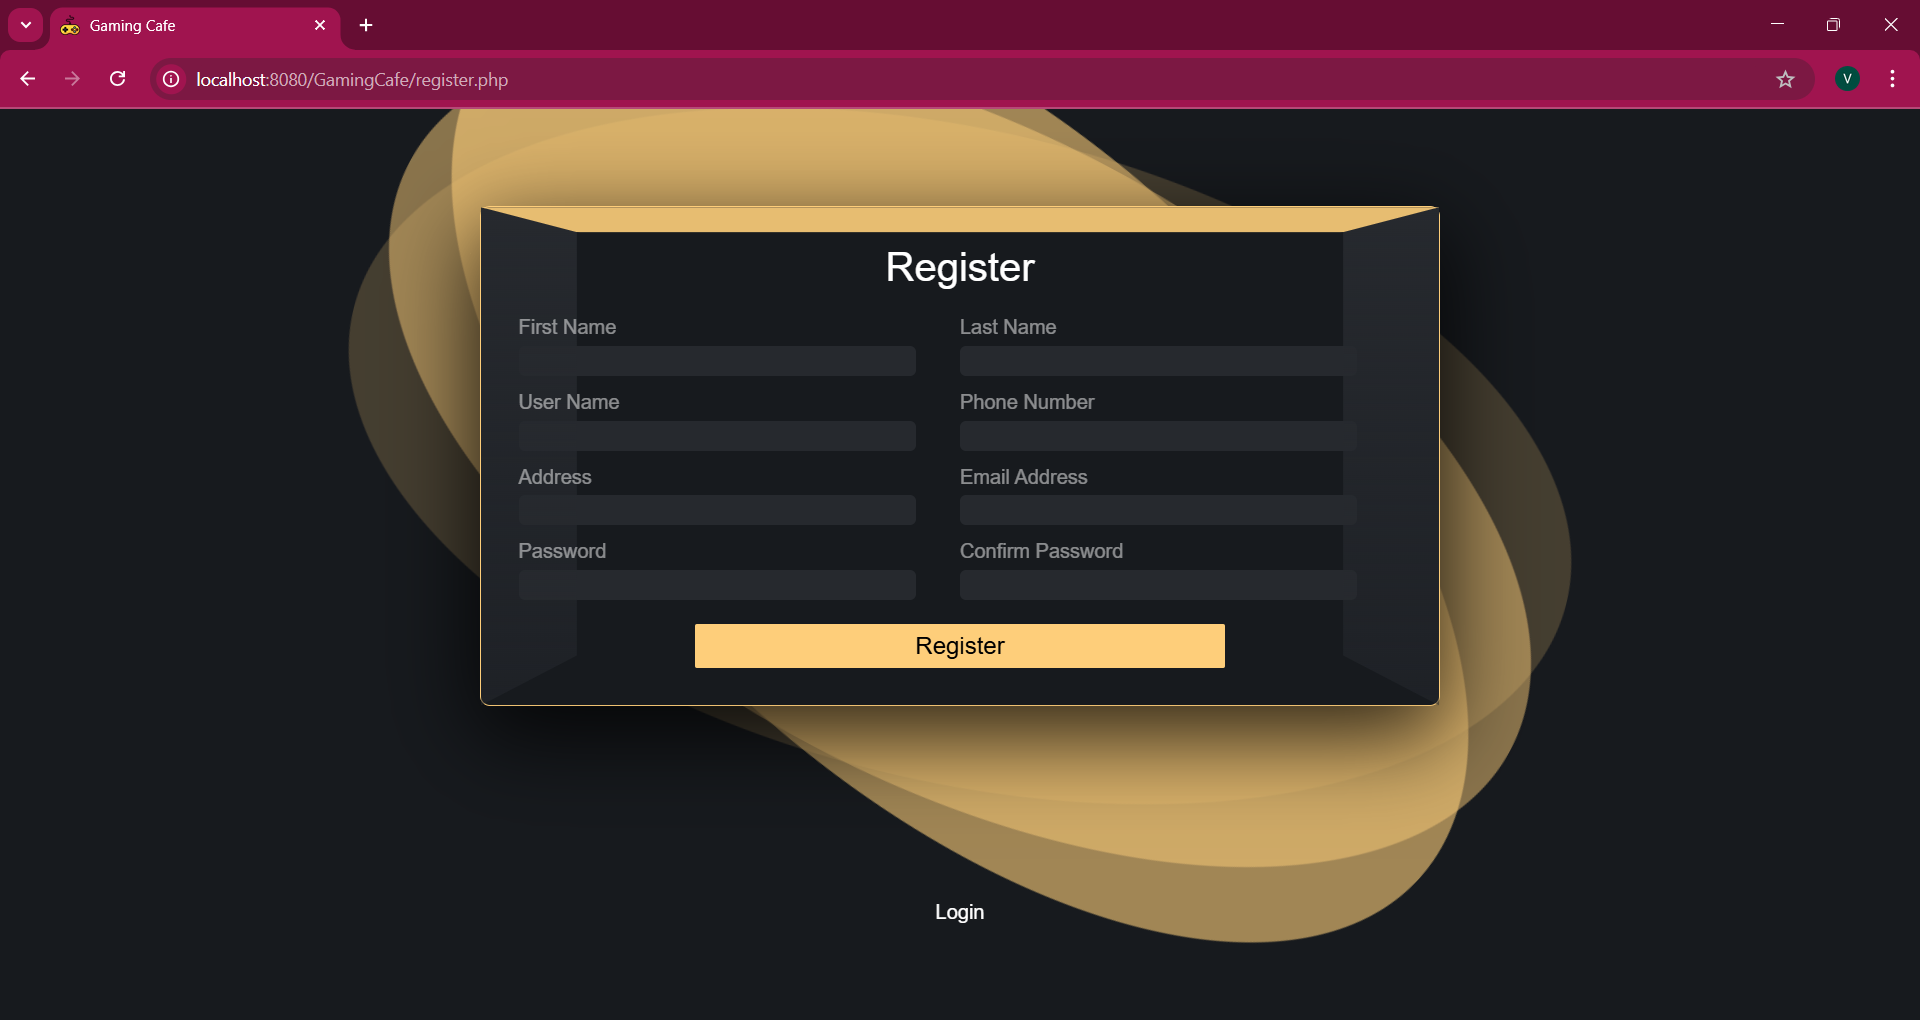 Gaming Cafe
localhost:8080/GamingCafe/register.php
V
Register
First Name
Last Name
User Name
Phone Number
Address
Email Address
Password
Confirm Password
Register
Login